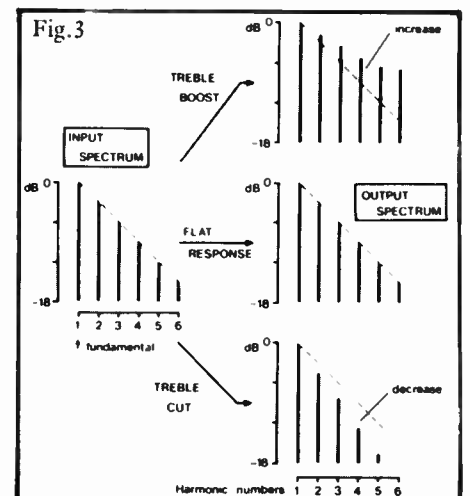 Fig.3
dB 0
increase
TREBLE
BOOST
-18
INPUT
SPECTRUM
dB 0
-18
1 2 3 4 5 6
↑ fundamental
FLAT
RESPONSE
dB 0
OUTPUT
SPECTRUM
-18
TREBLE
CUT
dB 0
decrease
-18
Harmonic numbers 1 2 3 4 5 6